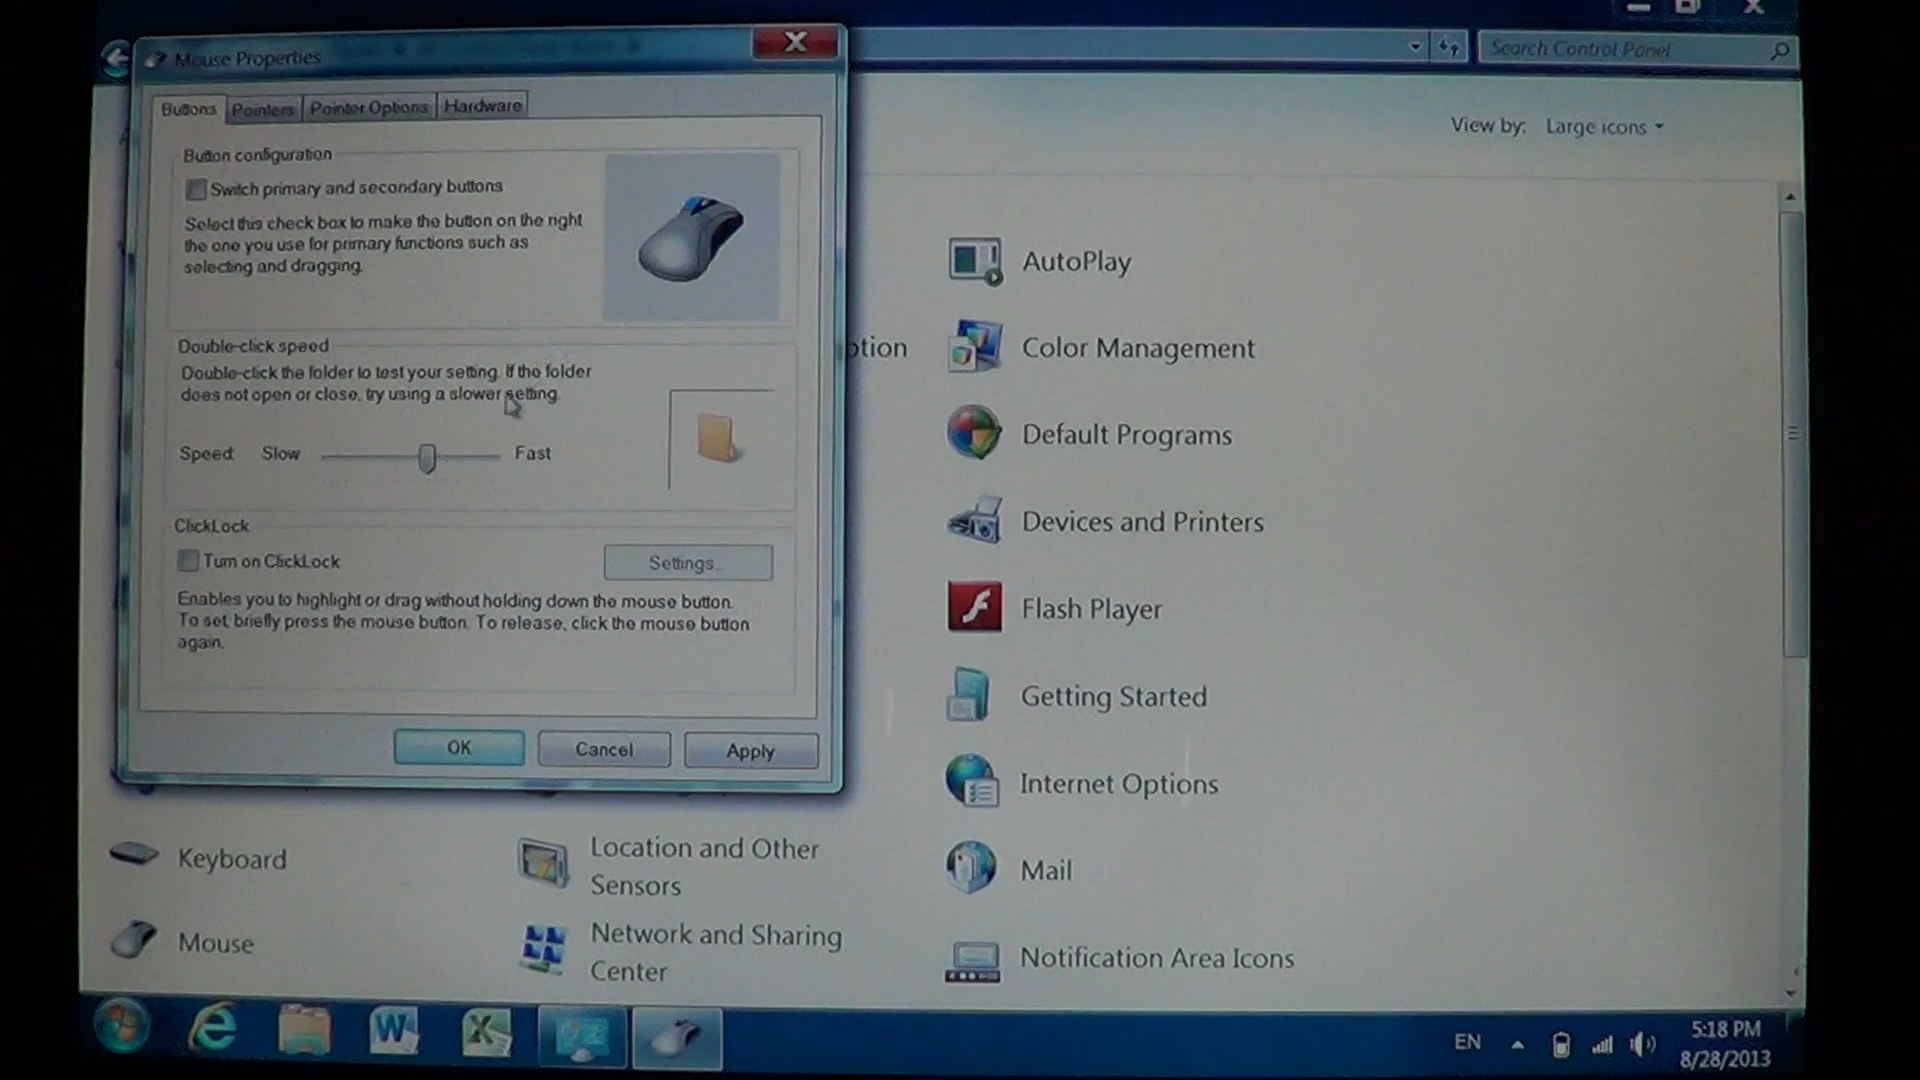 Mouse Properties
Search Control Panel
Buttons
Pointers
Pointer Options
Hardware
View by:
Large icons
Button configuration
Switch primary and secondary buttons
Select this check box to make the button on the right
the one you use for primary functions such as
selecting and dragging.
Double-click speed
Double-click the folder to test your setting. If the folder
does not open or close, try using a slower setting.
Speed:
Slow
Fast
ClickLock
Turn on ClickLock
Settings...
Enables you to highlight or drag without holding down the mouse button.
To set, briefly press the mouse button. To release, click the mouse button
again.
OK
Cancel
Apply
AutoPlay
Color Management
Default Programs
Devices and Printers
Flash Player
Getting Started
Internet Options
Mail
Notification Area Icons
Keyboard
Location and Other
Sensors
Mouse
Network and Sharing
Center
EN
5:18 PM
8/28/2013